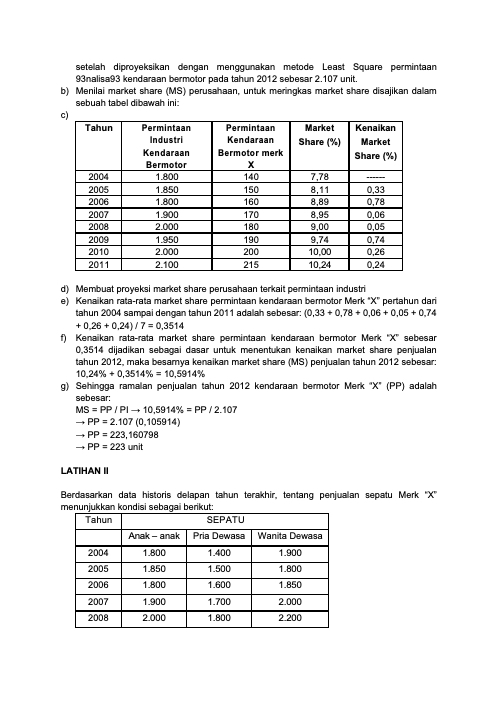 setelah diproyeksikan dengan menggunakan metode Least Square permintaan
93nalisa93 kendaraan bermotor pada tahun 2012 sebesar 2.107 unit.
b) Menilai market share (MS) perusahaan, untuk meringkas market share disajikan dalam
sebuah tabel dibawah ini:
c)
Tahun Permintaan Industri Kendaraan Bermotor Permintaan Kendaraan Bermotor merk X Market Share (%) Kenaikan Market Share (%)
2004 1.800 140 7,78 ------
2005 1.850 150 8,11 0,33
2006 1.800 160 8,89 0,78
2007 1.900 170 8,95 0,06
2008 2.000 180 9,00 0,05
2009 1.950 190 9,74 0,74
2010 2.000 200 10,00 0,26
2011 2.100 215 10,24 0,24
d) Membuat proyeksi market share perusahaan terkait permintaan industri
e) Kenaikan rata-rata market share permintaan kendaraan bermotor Merk “X” pertahun dari
tahun 2004 sampai dengan tahun 2011 adalah sebesar: (0,33 + 0,78 + 0,06 + 0,05 + 0,74
+ 0,26 + 0,24) / 7 = 0,3514
f) Kenaikan rata-rata market share permintaan kendaraan bermotor Merk “X” sebesar
0,3514 dijadikan sebagai dasar untuk menentukan kenaikan market share penjualan
tahun 2012, maka besarnya kenaikan market share (MS) penjualan tahun 2012 sebesar:
10,24% + 0,3514% = 10,5914%
g) Sehingga ramalan penjualan tahun 2012 kendaraan bermotor Merk “X” (PP) adalah
sebesar:
MS = PP / PI → 10,5914% = PP / 2.107
→ PP = 2.107 (0,105914)
→ PP = 223,160798
→ PP = 223 unit
LATIHAN II
Berdasarkan data historis delapan tahun terakhir, tentang penjualan sepatu Merk “X”
menunjukkan kondisi sebagai berikut:
Tahun SEPATU
Anak – anak Pria Dewasa Wanita Dewasa
2004 1.800 1.400 1.900
2005 1.850 1.500 1.800
2006 1.800 1.600 1.850
2007 1.900 1.700 2.000
2008 2.000 1.800 2.200